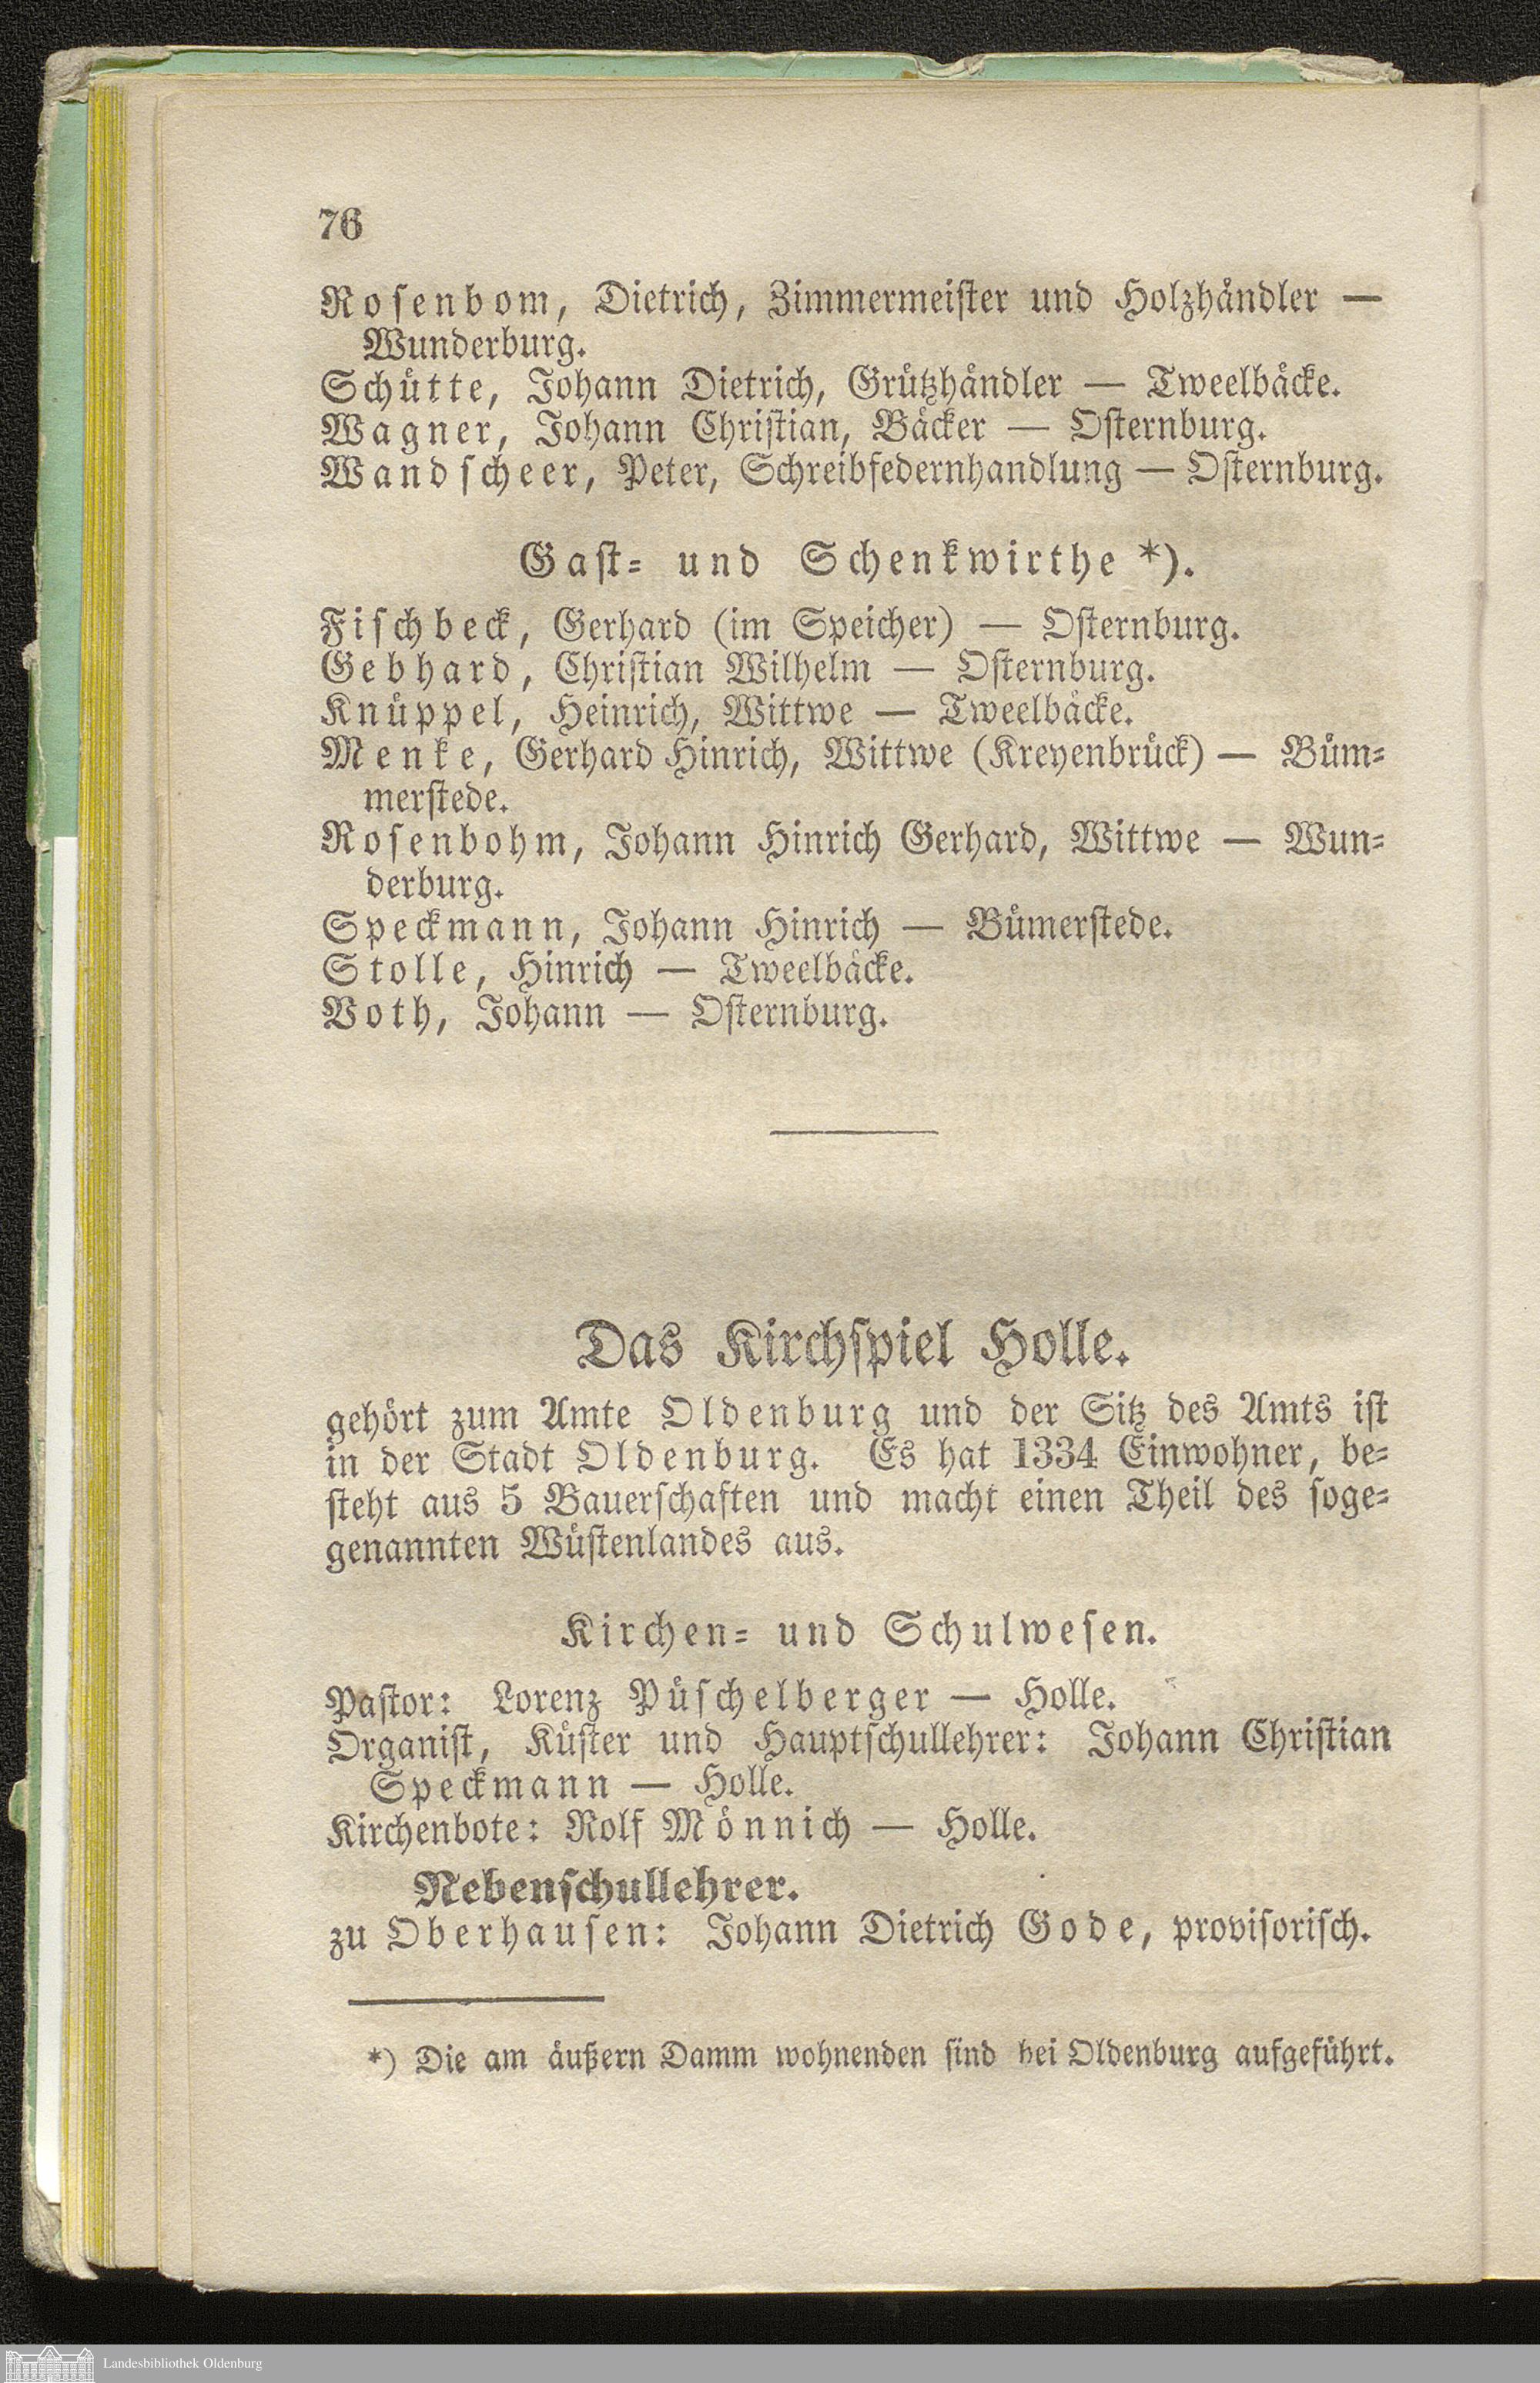 76
Rosenbom, Dietrich, Zimmermeister und Holzhändler —
Wunderburg.
Schütte, Johann Dietrich, Grützhändler — Tweelbäcke.
Wagner, Johann Christian, Bäcker — Osternburg.
Wandscheer, Peter, Schreibfedernhandlung — Osternburg.
Gast- und Schenkwirthe *).
Fischbeck, Gerhard (im Speicher) — Osternburg.
Gebhard, Christian Wilhelm — Osternburg.
Knüppel, Heinrich, Wittwe — Tweelbäcke.
Menke, Gerhard Hinrich, Wittwe (Kreyenbrück) — Büm-
merstede.
Rosenbohm, Johann Hinrich Gerhard, Wittwe — Wun-
derburg.
Speckmann, Johann Hinrich — Bümerstede.
Stolle, Hinrich — Tweelbäcke.
Voth, Johann — Osternburg.
Das Kirchspiel Holle.
gehört zum Amte Oldenburg und der Sitz des Amts ist
in der Stadt Oldenburg. Es hat 1334 Einwohner, be-
steht aus 5 Bauerschaften und macht einen Theil des soge-
genannten Wüstenlandes aus.
Kirchen- und Schulwesen.
Pastor: Lorenz Püschelberger — Holle.
Organist, Küster und Hauptschullehrer: Johann Christian
Speckmann — Holle.
Kirchenbote: Rolf Mönnich — Holle.
Nebenschullehrer.
zu Oberhausen: Johann Dietrich Gode, provisorisch.
*) Die am äußern Damm wohnenden sind bei Oldenburg aufgeführt.
Landesbibliothek Oldenburg